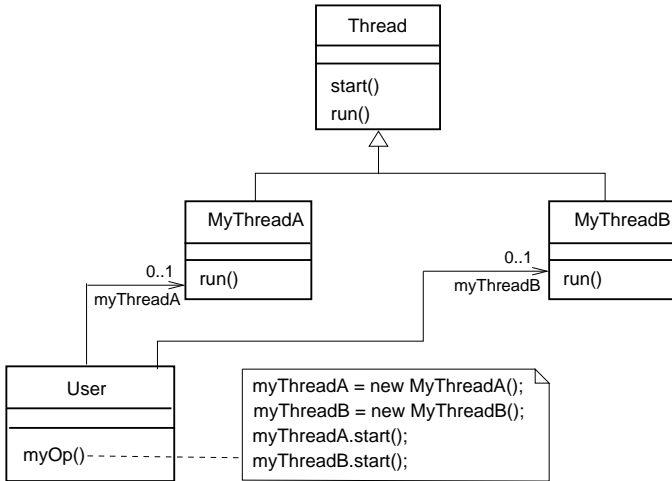 Thread
start()
run()
MyThreadA
run()
MyThreadB
run()
0..1
myThreadA
0..1
myThreadB
User
myOp()
myThreadA = new MyThreadA();
myThreadB = new MyThreadB();
myThreadA.start();
myThreadB.start();